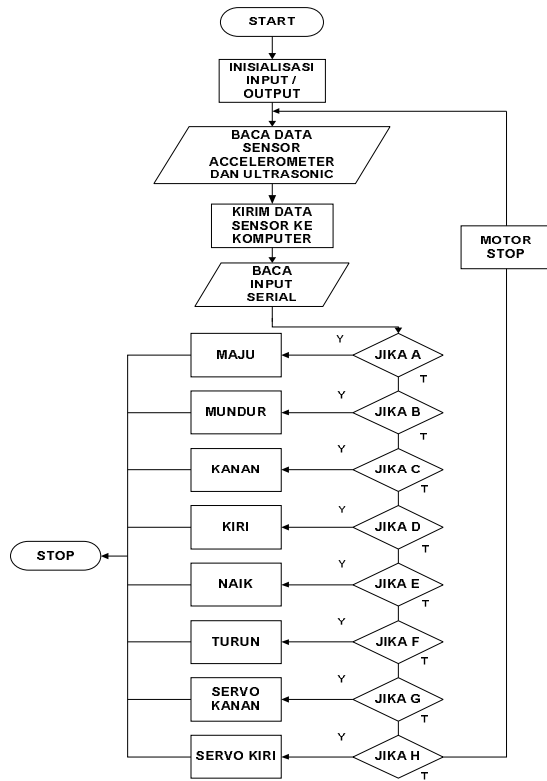 START
INISIALISASI
INPUT /
OUTPUT
BACA DATA
SENSOR
ACCELEROMETER
DAN ULTRASONIC
KIRIM DATA
SENSOR KE
KOMPUTER
MOTOR
STOP
BACA
INPUT
SERIAL
MAJU
Y
JIKA A
T
MUNDUR
Y
JIKA B
T
KANAN
Y
JIKA C
T
KIRI
Y
JIKA D
T
STOP
NAIK
Y
JIKA E
T
TURUN
Y
JIKA F
T
SERVO
KANAN
Y
JIKA G
T
SERVO KIRI
Y
JIKA H
T